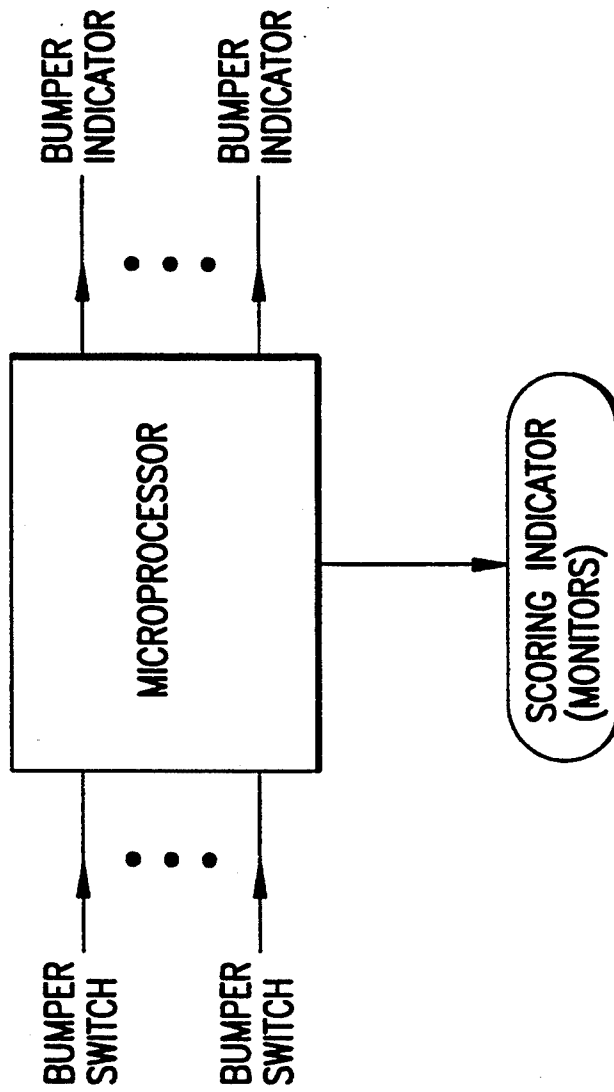 BUMPER
SWITCH
BUMPER
SWITCH
MICROPROCESSOR
BUMPER
INDICATOR
BUMPER
INDICATOR
SCORING INDICATOR
(MONITORS)